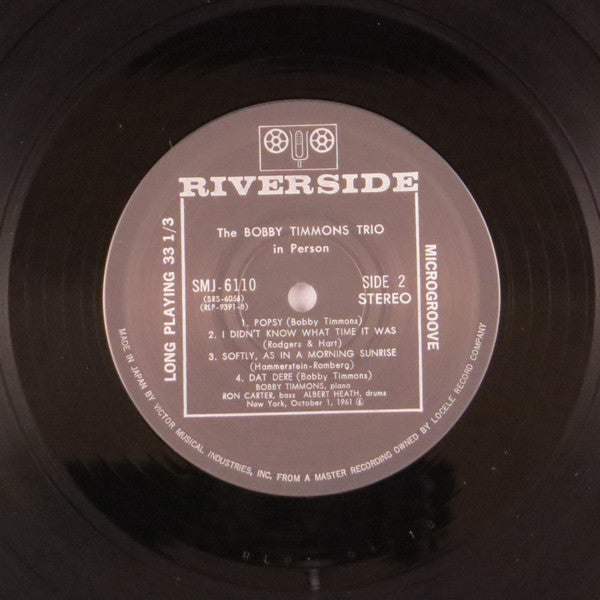 RIVERSIDE
The BOBBY TIMMONS TRIO
in Person
SMJ-6110
(SRS-6056)
(RLP-9391-B)
SIDE 2
STEREO
1. POPSY (Bobby Timmons)
2. I DIDN'T KNOW WHAT TIME IT WAS
(Rodgers & Hart)
3. SOFTLY, AS IN A MORNING SUNRISE
(Hammerstein-Romberg)
4. DAT DERE (Bobby Timmons)
BOBBY TIMMONS, piano
RON CARTER, bass ALBERT HEATH, drums
New York, October 1, 1961
LONG PLAYING 33 1/3
MICROGROOVE
MADE IN JAPAN BY VICTOR MUSICAL INDUSTRIES, INC. FROM A MASTER RECORDING OWNED BY LOCELE RECORD COMPANY